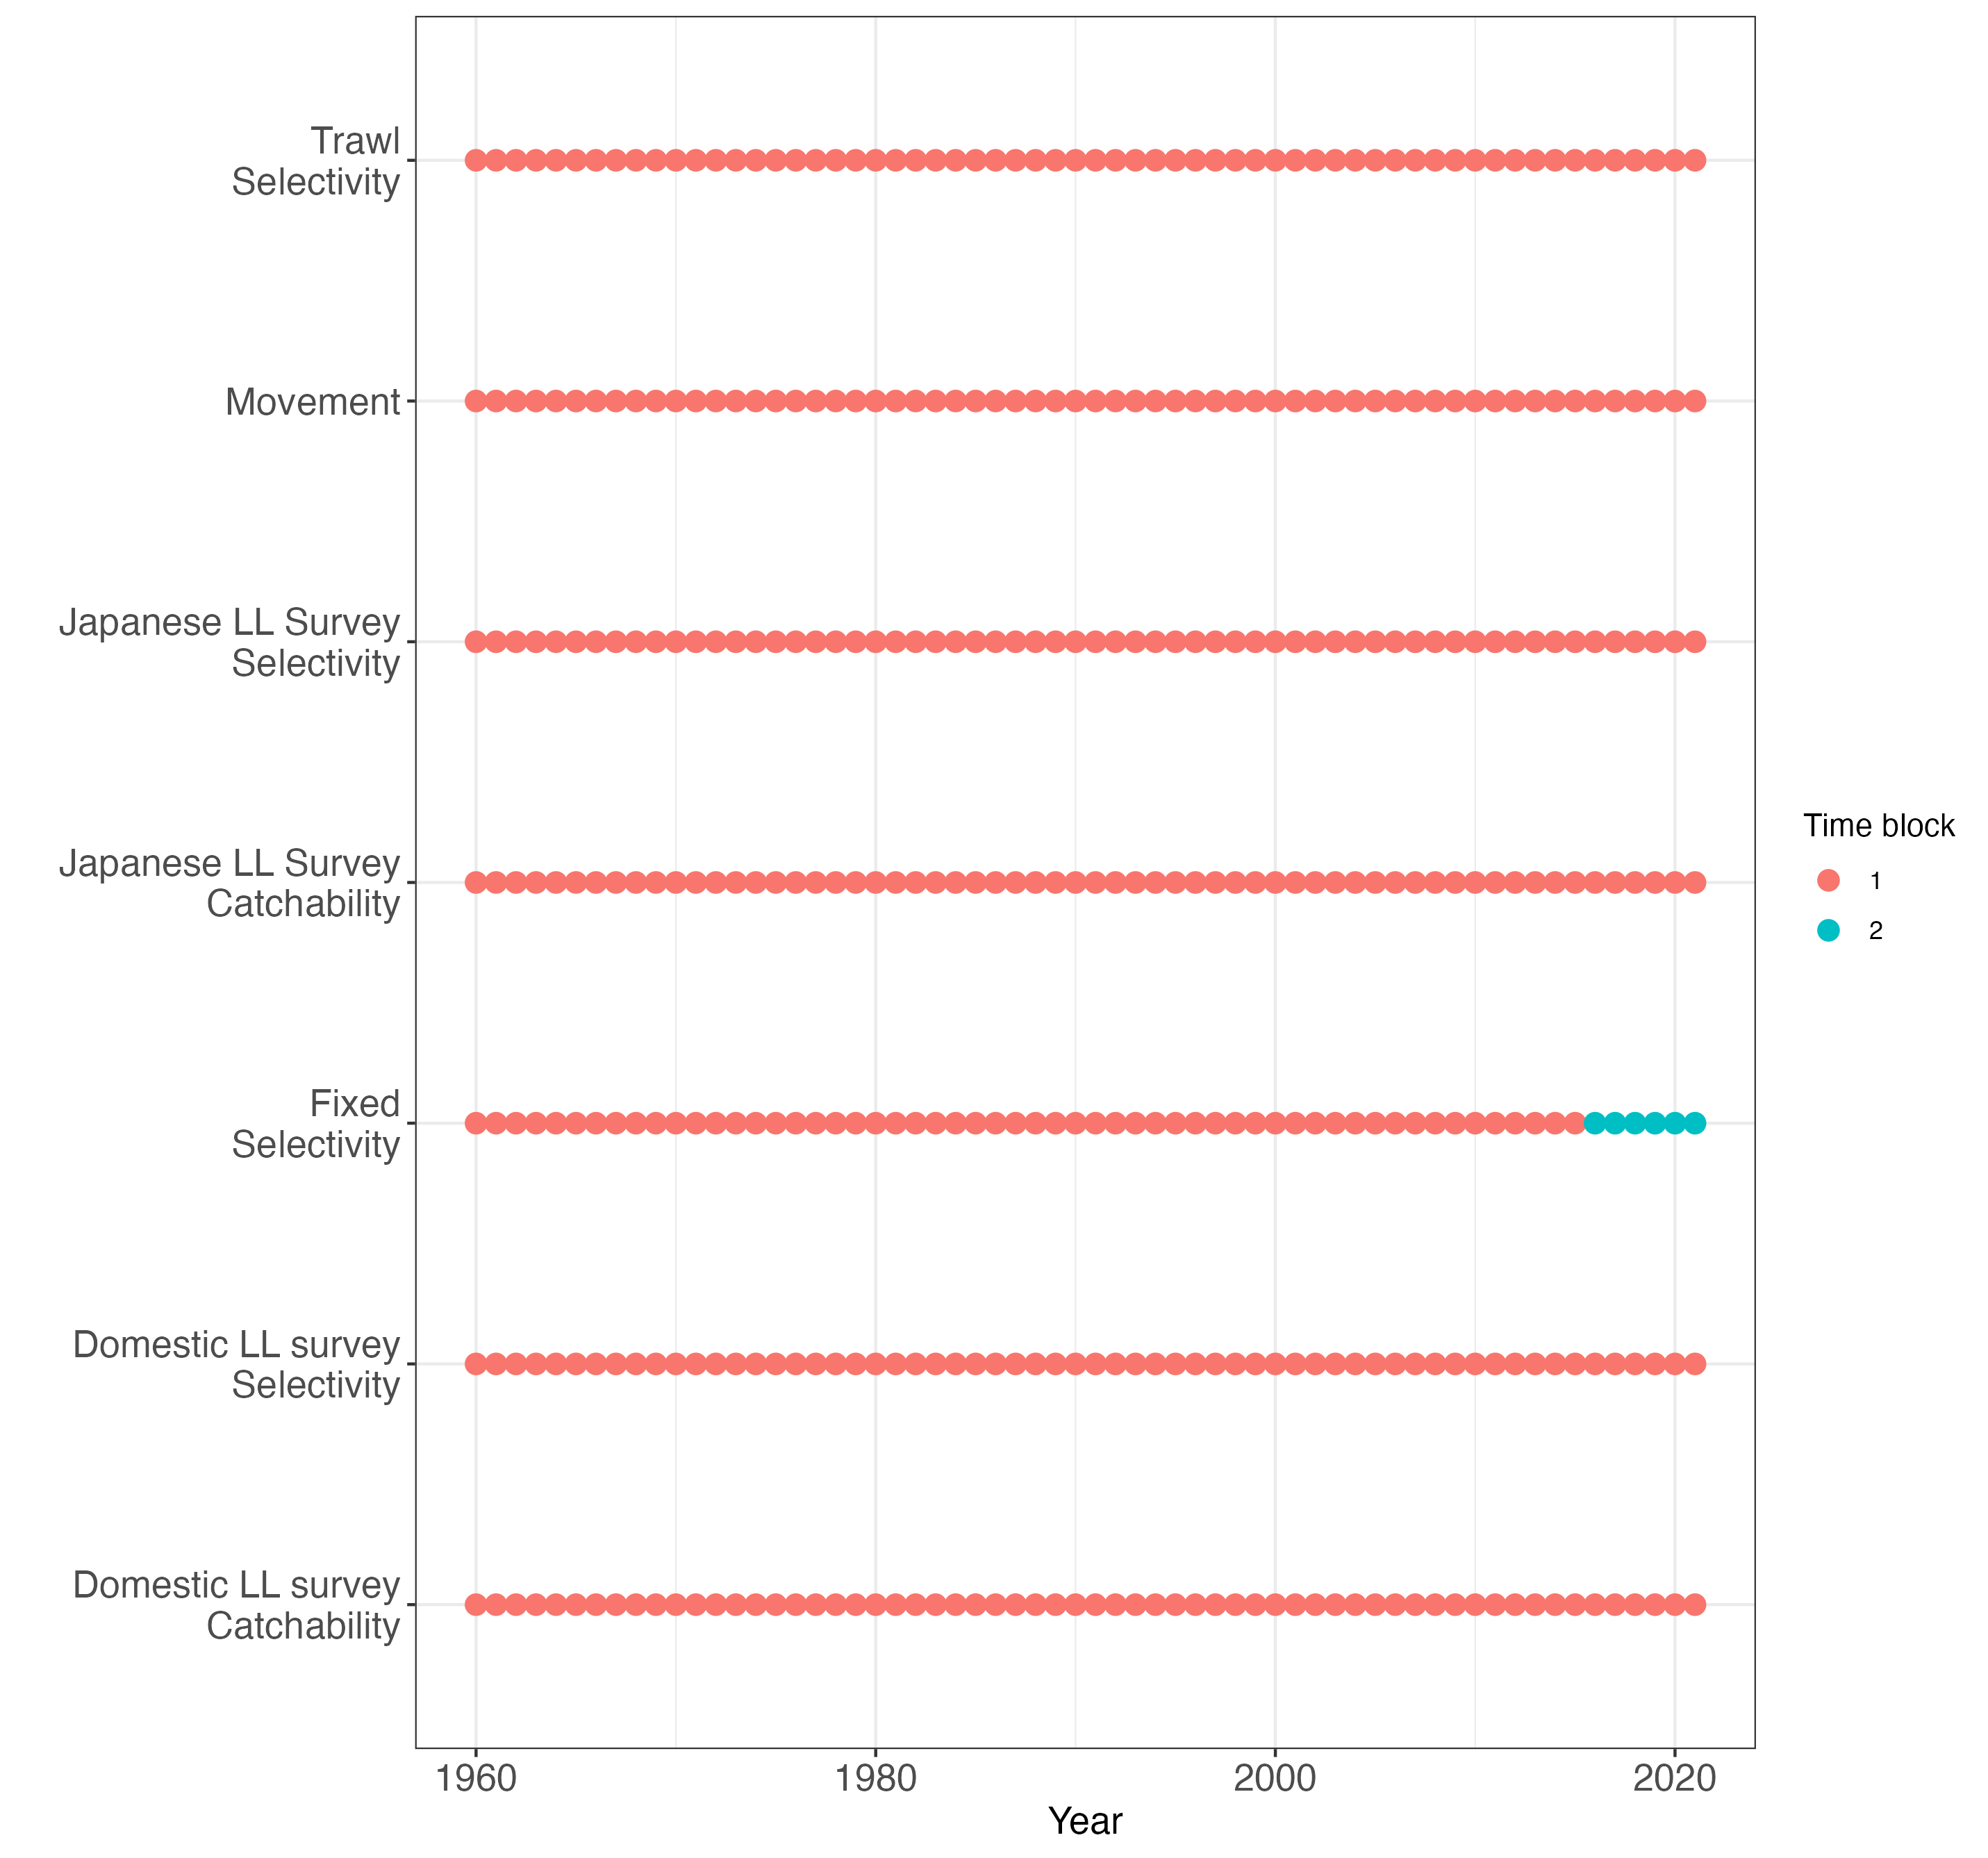 Trawl
Selectivity
Movement
Japanese LL Survey
Selectivity
Japanese LL Survey
Catchability
Fixed
Selectivity
Domestic LL survey
Selectivity
Domestic LL survey
Catchability
1960
1980
2000
2020
Year
Time block
1
2